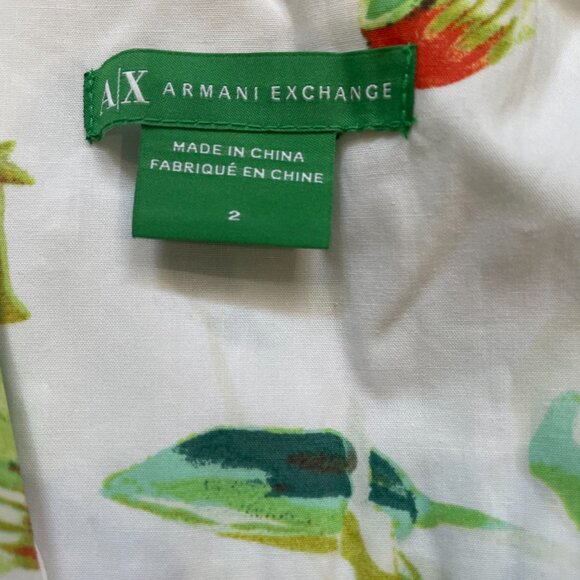 A|X ARMANI EXCHANGE
MADE IN CHINA
FABRIQUÉ EN CHINE
2